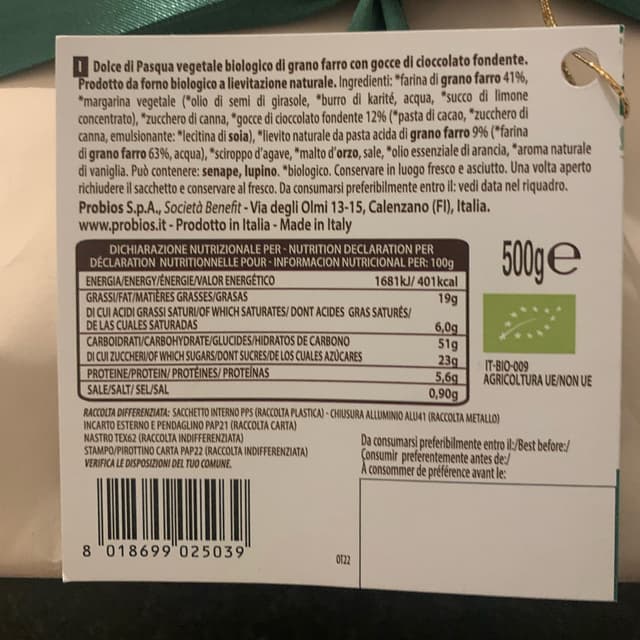 I Dolce di Pasqua vegetale biologico di grano farro con gocce di cioccolato fondente.
Prodotto da forno biologico a lievitazione naturale. Ingredienti: *farina di grano farro 41%,
*margarina vegetale (*olio di semi di girasole, *burro di karité, acqua, *succo di limone
concentrato), *zucchero di canna, *gocce di cioccolato fondente 12% (*pasta di cacao, *zucchero di
canna, emulsionante: *lecitina di soia), *lievito naturale da pasta acida di grano farro 9% (*farina
di grano farro 63%, acqua), *sciroppo d'agave, *malto d'orzo, sale, *olio essenziale di arancia, *aroma naturale
di vaniglia. Può contenere: senape, lupino. *biologico. Conservare in luogo fresco e asciutto. Una volta aperto
richiudere il sacchetto e conservare al fresco. Da consumarsi preferibilmente entro il: vedi data nel riquadro.
Probios S.p.A., Società Benefit - Via degli Olmi 13-15, Calenzano (FI), Italia.
www.probios.it - Prodotto in Italia - Made in Italy
DICHIARAZIONE NUTRIZIONALE PER - NUTRITION DECLARATION PER
DÉCLARATION NUTRITIONNELLE POUR - INFORMACION NUTRICIONAL PER: 100g
ENERGIA/ENERGY/ÉNERGIE/VALOR ENERGÉTICO 1681kJ/ 401kcal
GRASSI/FAT/MATIÈRES GRASSES/GRASAS 19g
DI CUI ACIDI GRASSI SATURI/OF WHICH SATURATES/ DONT ACIDES GRAS SATURÉS/
DE LAS CUALES SATURADAS 6,0g
CARBOIDRATI/CARBOHYDRATE/GLUCIDES/HIDRATOS DE CARBONO 51g
DI CUI ZUCCHERI/OF WHICH SUGARS/DONT SUCRES/DE LOS CUALES AZÚCARES 23g
PROTEINE/PROTEIN/ PROTÉINES/ PROTEÍNAS 5,6g
SALE/SALT/ SEL/SAL 0,90g
500g e
IT-BIO-009
AGRICOLTURA UE/NON UE
RACCOLTA DIFFERENZIATA: SACCHETTO INTERNO PP5 (RACCOLTA PLASTICA) - CHIUSURA ALLUMINIO ALU41 (RACCOLTA METALLO)
INCARTO ESTERNO E PENDAGLINO PAP21 (RACCOLTA CARTA)
NASTRO TEX62 (RACCOLTA INDIFFERENZIATA)
STAMPO/PIROTTINO CARTA PAP22 (RACCOLTA INDIFFERENZIATA)
VERIFICA LE DISPOSIZIONI DEL TUO COMUNE.
Da consumarsi preferibilmente entro il:/Best before:/
Consumir preferentemente antes de:/
À consommer de préférence avant le:
8 018699 025039
0T22